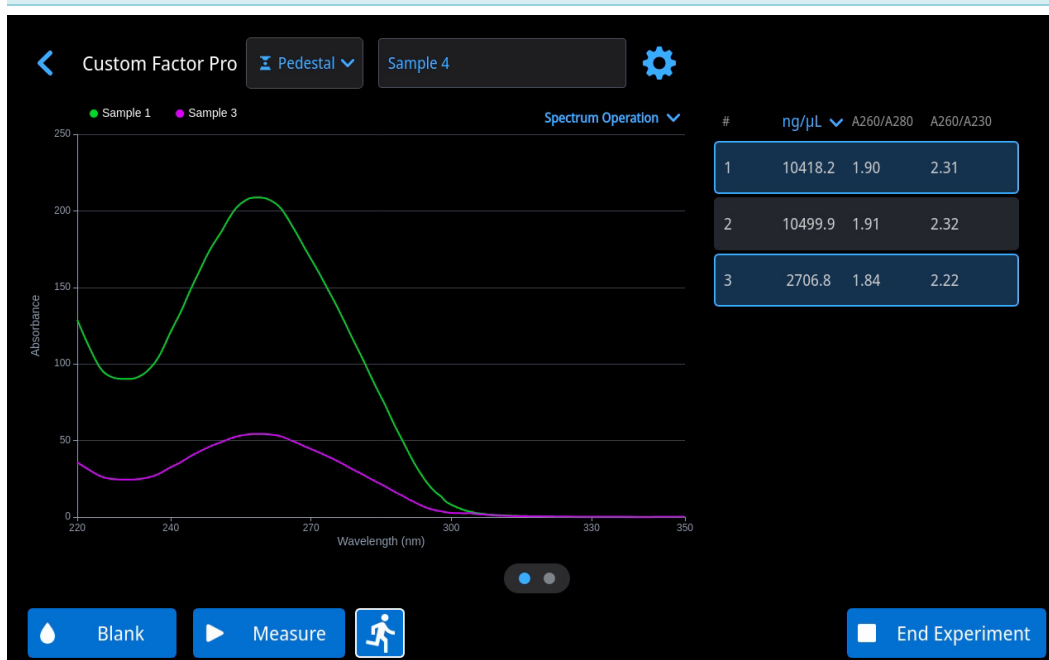 Custom Factor Pro
Pedestal
Sample 4
Sample 1 Sample 3
Spectrum Operation
Absorbance
250
200
150
100
50
0
220 240 270 300 330 350
Wavelength (nm)
# ng/µL A260/A280 A260/A230
1 10418.2 1.90 2.31
2 10499.9 1.91 2.32
3 2706.8 1.84 2.22
Blank
Measure
End Experiment